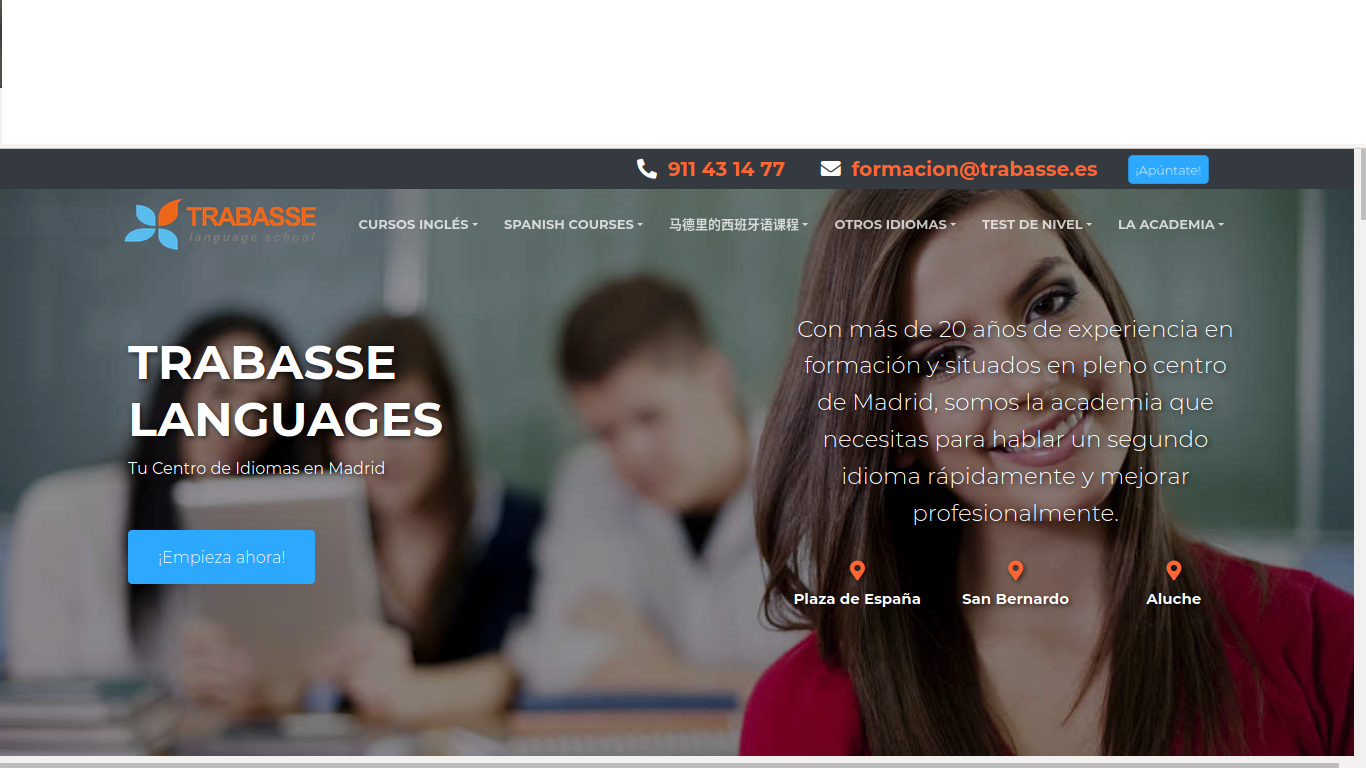 911 43 14 77 formacion@trabasse.es ¡Apúntate!
TRABASSE
language school
CURSOS INGLÉS SPANISH COURSES 马德里的西班牙语课程 OTROS IDIOMAS TEST DE NIVEL LA ACADEMIA
TRABASSE
LANGUAGES
Tu Centro de Idiomas en Madrid
¡Empieza ahora!
Con más de 20 años de experiencia en
formación y situados en pleno centro
de Madrid, somos la academia que
necesitas para hablar un segundo
idioma rápidamente y mejorar
profesionalmente.
Plaza de España San Bernardo Aluche